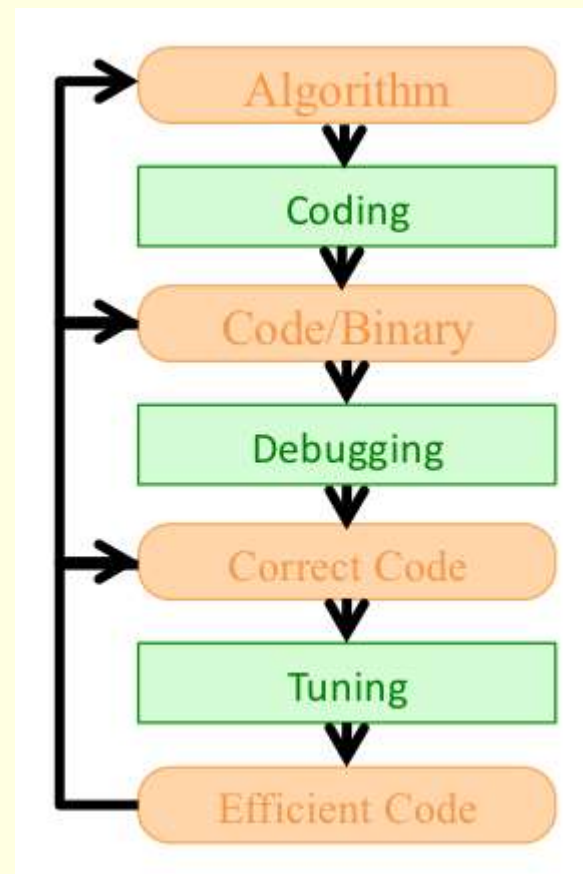 Algorithm
Coding
Code/Binary
Debugging
Correct Code
Tuning
Efficient Code